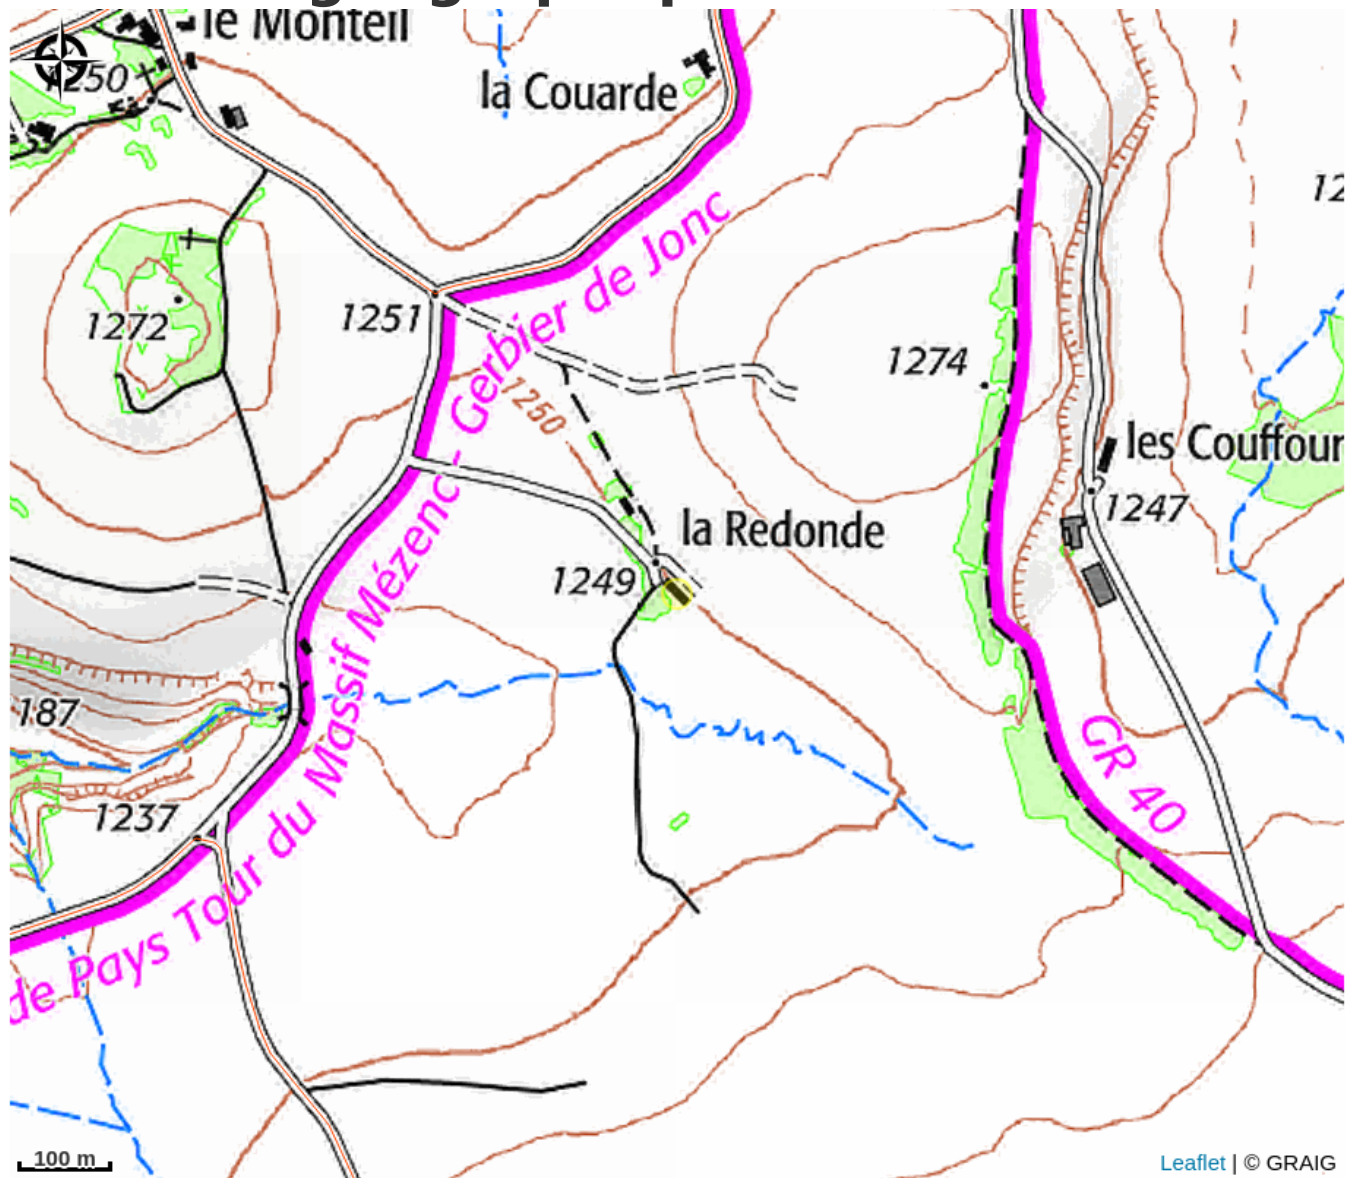 le Monteil
1250
la Couarde
12
1272
1251
Gerbier de Jonc
1274
1250
les Couffour
1247
la Redonde
1249
187
1237
de Pays Tour du Massif Mézenc -
GR 40
100 m
Leaflet | © GRAIG